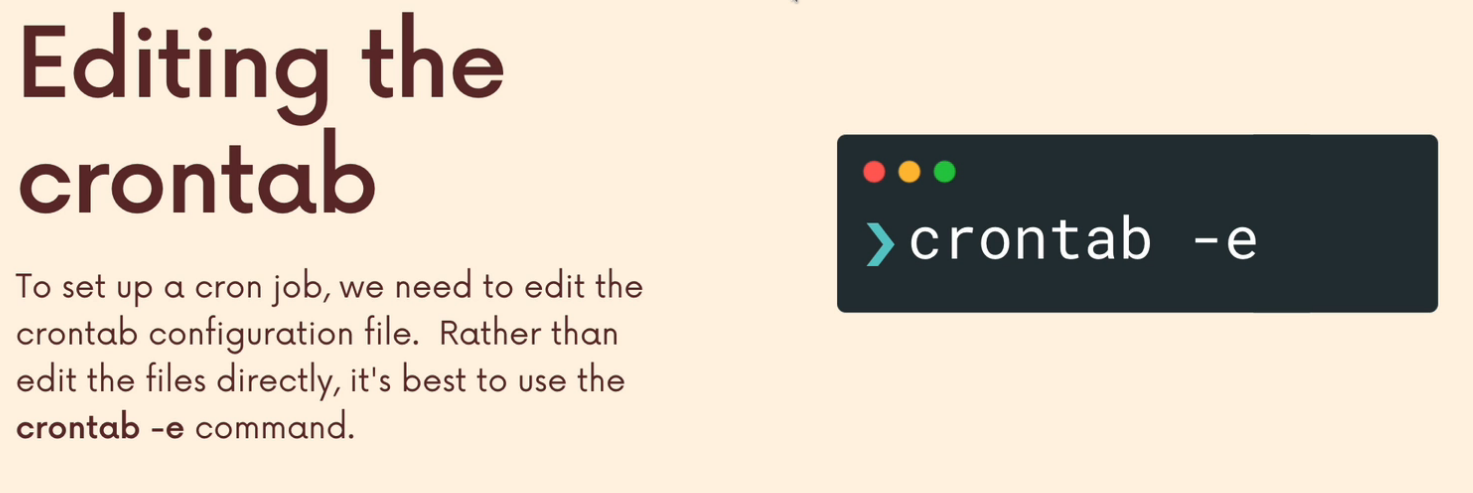 Editing the
crontab
To set up a cron job, we need to edit the
crontab configuration file.  Rather than
edit the files directly, it's best to use the
crontab -e command.
❯ crontab -e